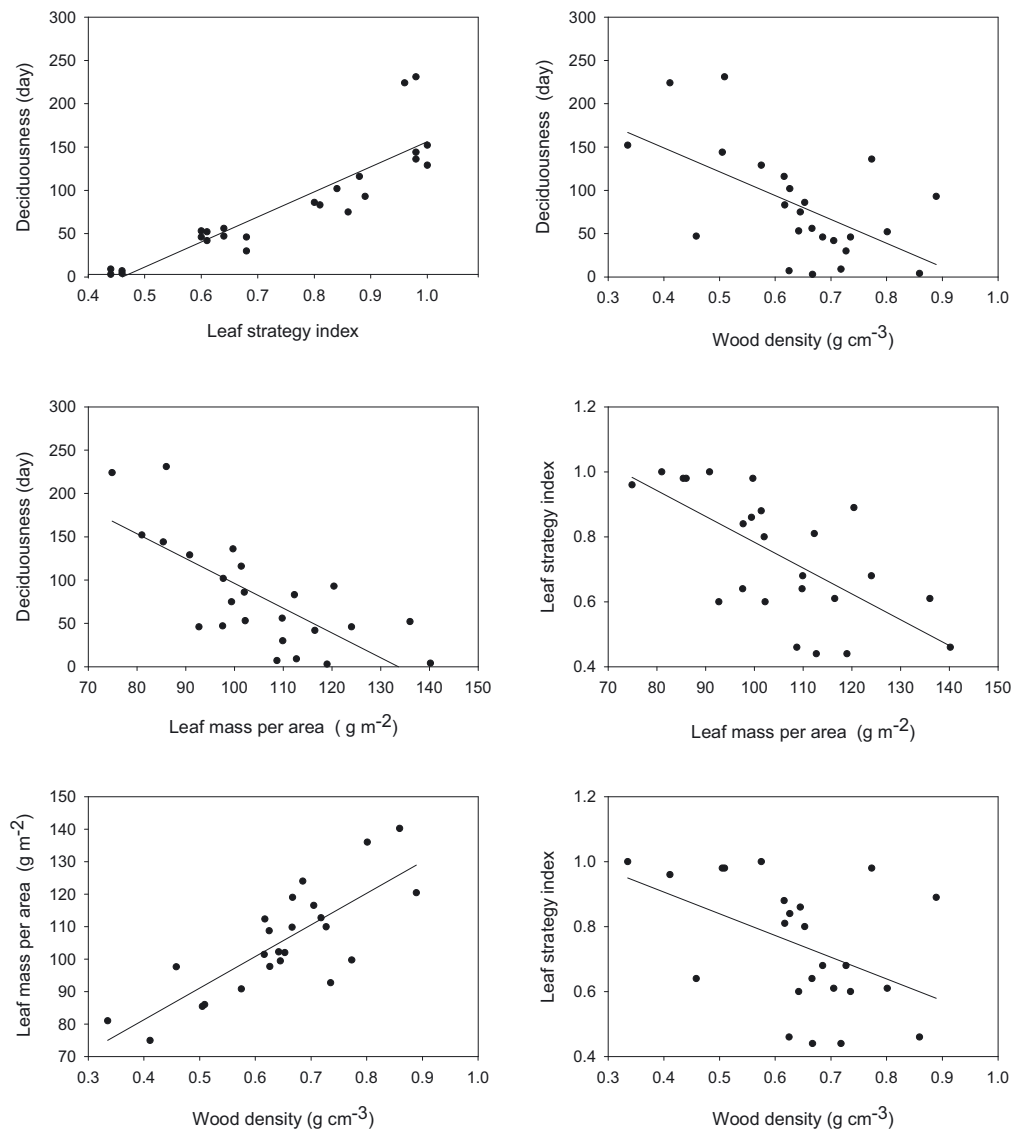 300
250
200
150
100
50
0
Deciduousness (day)
0.4 0.5 0.6 0.7 0.8 0.9 1.0
Leaf strategy index
300
250
200
150
100
50
0
Deciduousness (day)
0.3 0.4 0.5 0.6 0.7 0.8 0.9 1.0
Wood density (g cm-3)
300
250
200
150
100
50
0
Deciduousness (day)
70 80 90 100 110 120 130 140 150
Leaf mass per area ( g m-2)
1.2
1.0
0.8
0.6
0.4
Leaf strategy index
70 80 90 100 110 120 130 140 150
Leaf mass per area (g m-2)
150
140
130
120
110
100
90
80
70
Leaf mass per area (g m-2)
0.3 0.4 0.5 0.6 0.7 0.8 0.9 1.0
Wood density (g cm-3)
1.2
1.0
0.8
0.6
0.4
Leaf strategy index
0.3 0.4 0.5 0.6 0.7 0.8 0.9 1.0
Wood density (g cm-3)